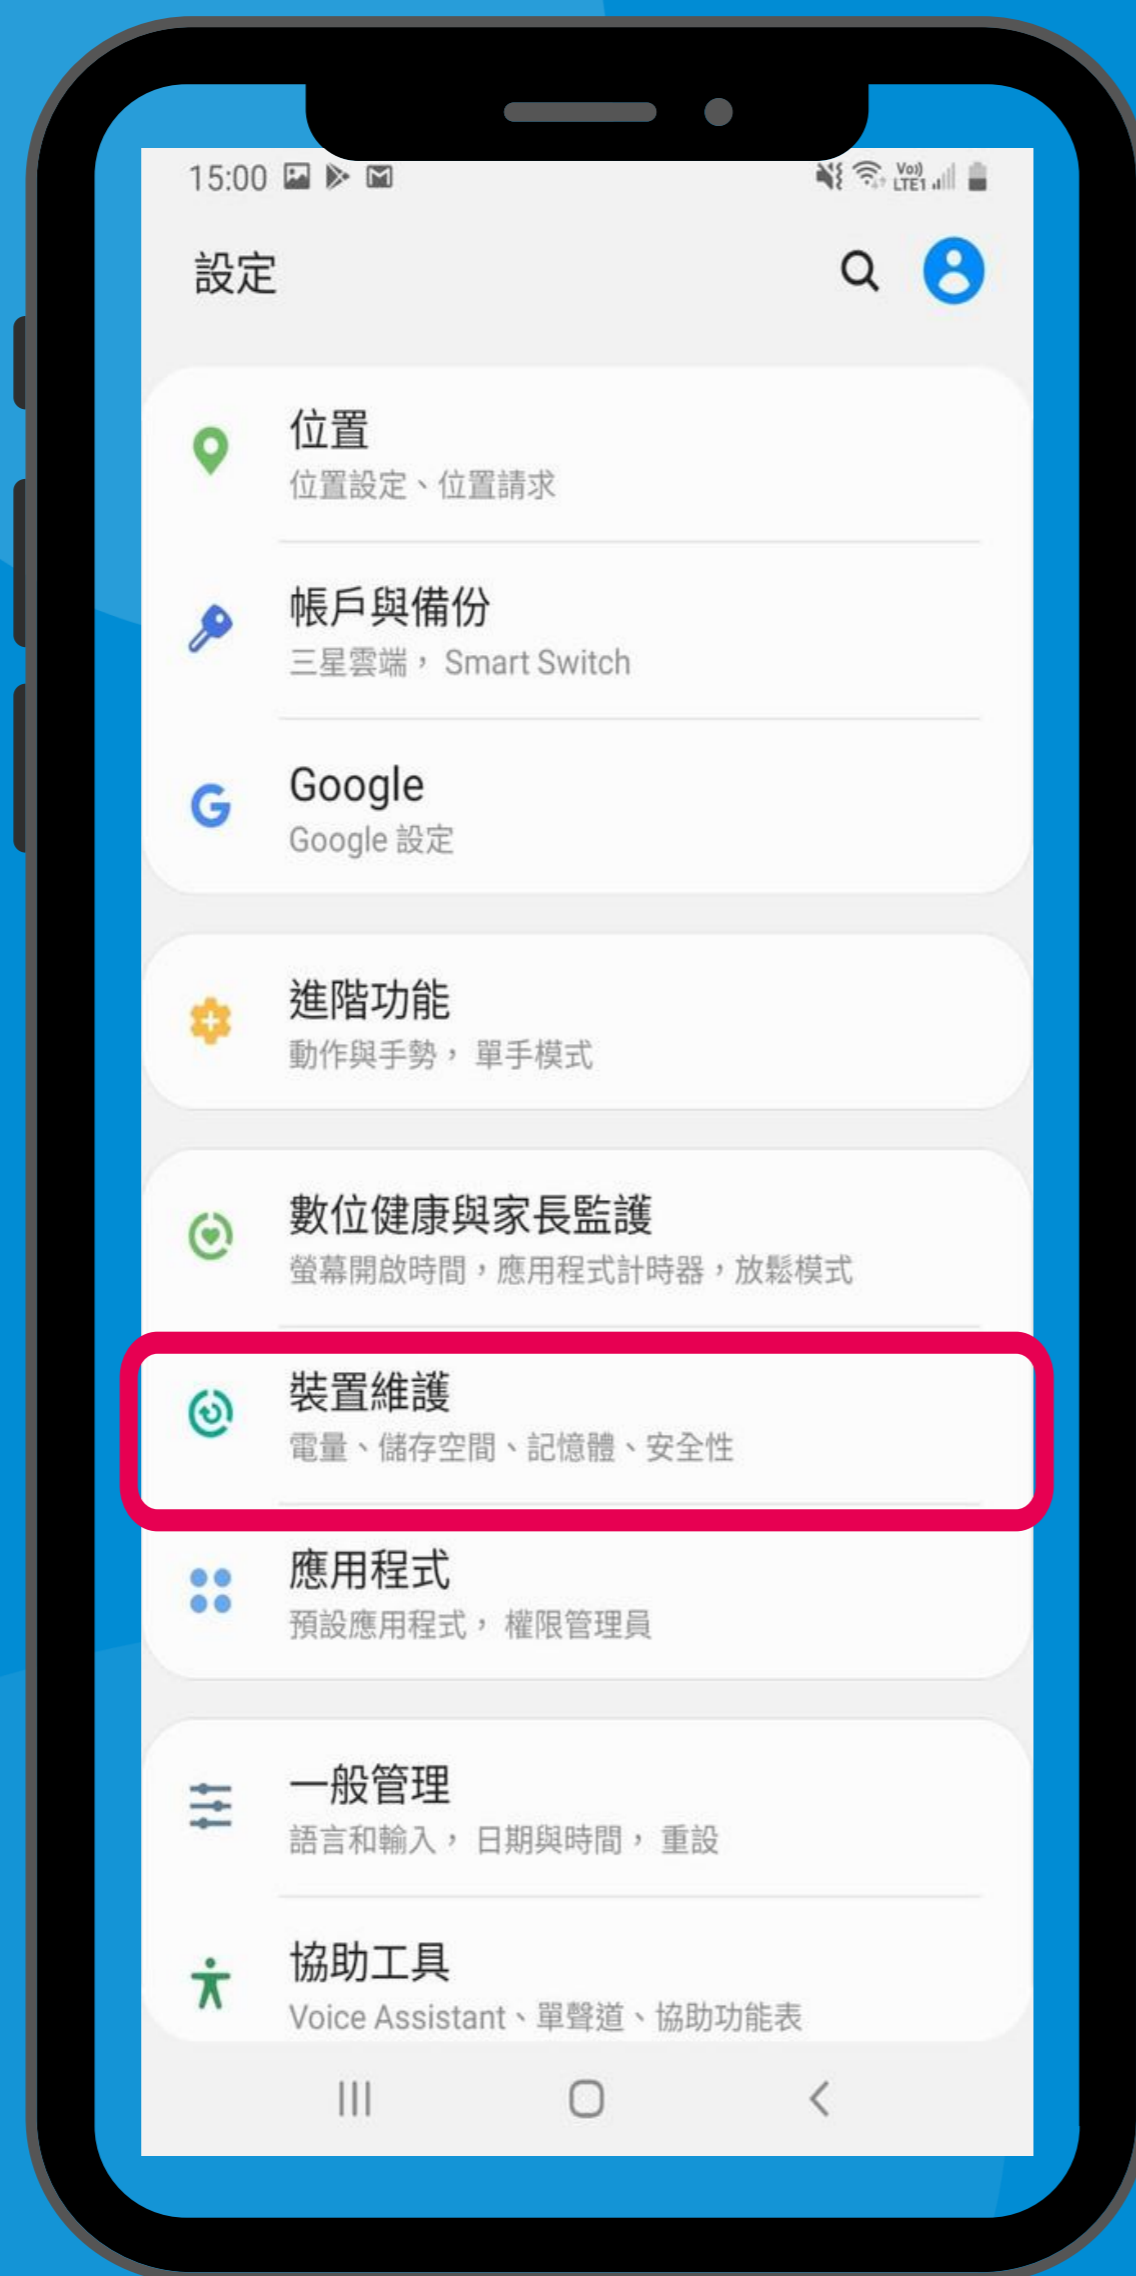 15:00
Vo)) LTE1
設定
位置
位置設定、位置請求
帳戶與備份
三星雲端， Smart Switch
Google
Google 設定
進階功能
動作與手勢， 單手模式
數位健康與家長監護
螢幕開啟時間，應用程式計時器，放鬆模式
裝置維護
電量、儲存空間、記憶體、安全性
應用程式
預設應用程式， 權限管理員
一般管理
語言和輸入， 日期與時間， 重設
協助工具
Voice Assistant、單聲道、協助功能表